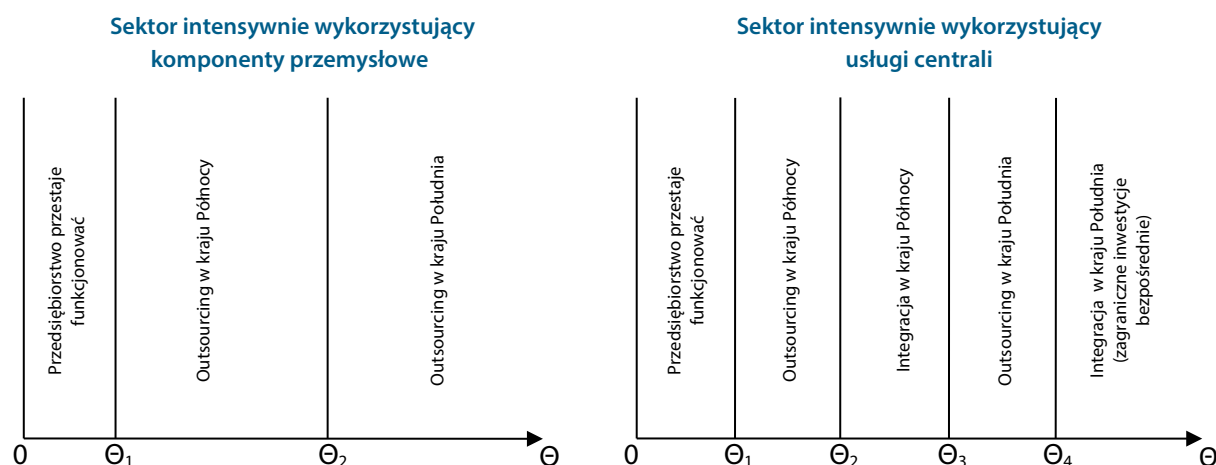 Sektor intensywnie wykorzystujący
komponenty przemysłowe
Przedsiębiorstwo przestaje
funkcjonować
Outsourcing w kraju Północy
Outsourcing w kraju Południa
0
Θ1
Θ2
Θ
Sektor intensywnie wykorzystujący
usługi centrali
Przedsiębiorstwo przestaje
funkcjonować
Outsourcing w kraju Północy
Integracja w kraju Północy
Outsourcing w kraju Południa
Integracja w kraju Południa
(zagraniczne inwestycje
bezpośrednie)
0
Θ1
Θ2
Θ3
Θ4
Θ